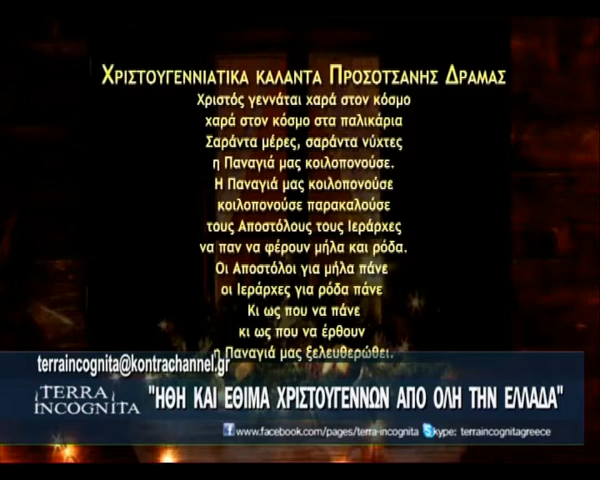 Χριστουγεννιατικα καλαντα Προσοτσανης Δραμας
Χριστός γεννάται χαρά στον κόσμο
χαρά στον κόσμο στα παλικάρια
Σαράντα μέρες, σαράντα νύχτες
η Παναγιά μας κοιλοπονούσε.
Η Παναγιά μας κοιλοπονούσε
κοιλοπονούσε παρακαλούσε
τους Αποστόλους τους Ιεράρχες
να παν να φέρουν μήλα και ρόδα.
Οι Αποστόλοι για μήλα πάνε
οι Ιεράρχες για ρόδα πάνε
Κι ως που να πάνε
κι ως που να έρθουν
η Παναγιά μας ξελευθερώθει.
terraincognita@kontrachannel.gr
TERRA
INCOGNITA
"ΗΘΗ ΚΑΙ ΕΘΙΜΑ ΧΡΙΣΤΟΥΓΕΝΝΩΝ ΑΠΟ ΟΛΗ ΤΗΝ ΕΛΛΑΔΑ"
www.facebook.com/pages/terra-incognita Skype: terraincognitagreece